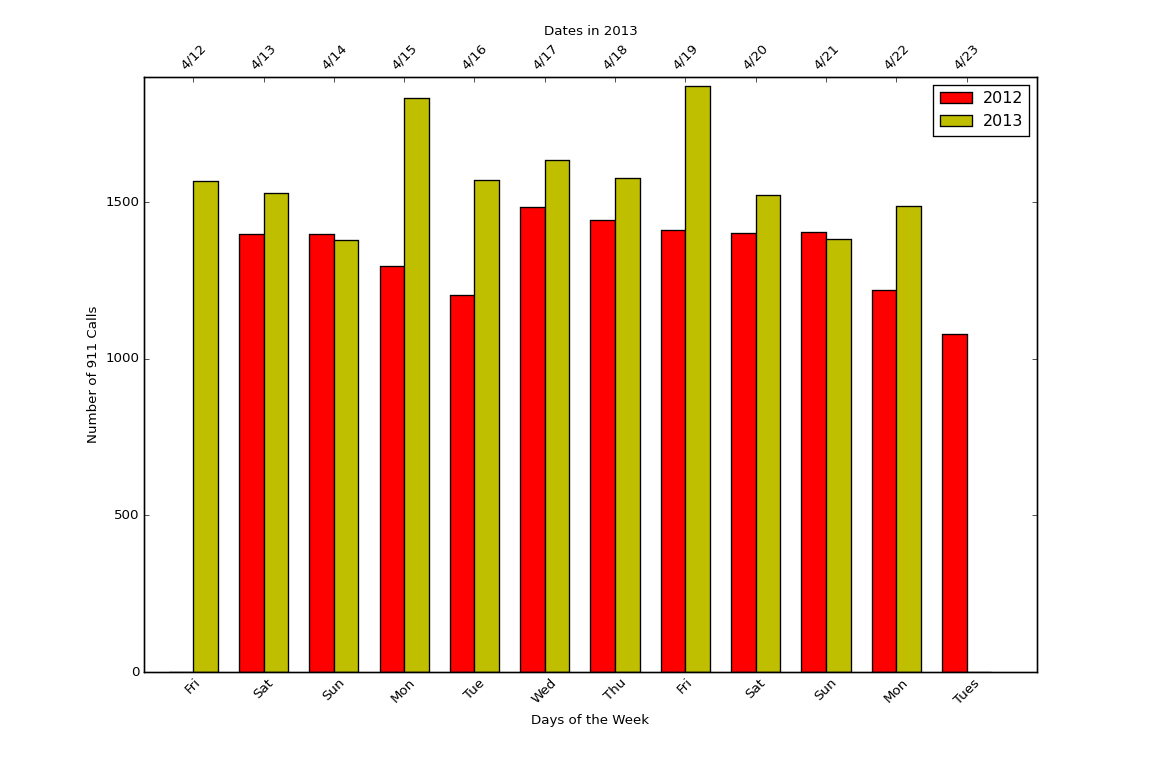 Dates in 2013
4/12 4/13 4/14 4/15 4/16 4/17 4/18 4/19 4/20 4/21 4/22 4/23
2012
2013
1500
1000
500
0
Number of 911 Calls
Fri Sat Sun Mon Tue Wed Thu Fri Sat Sun Mon Tues
Days of the Week